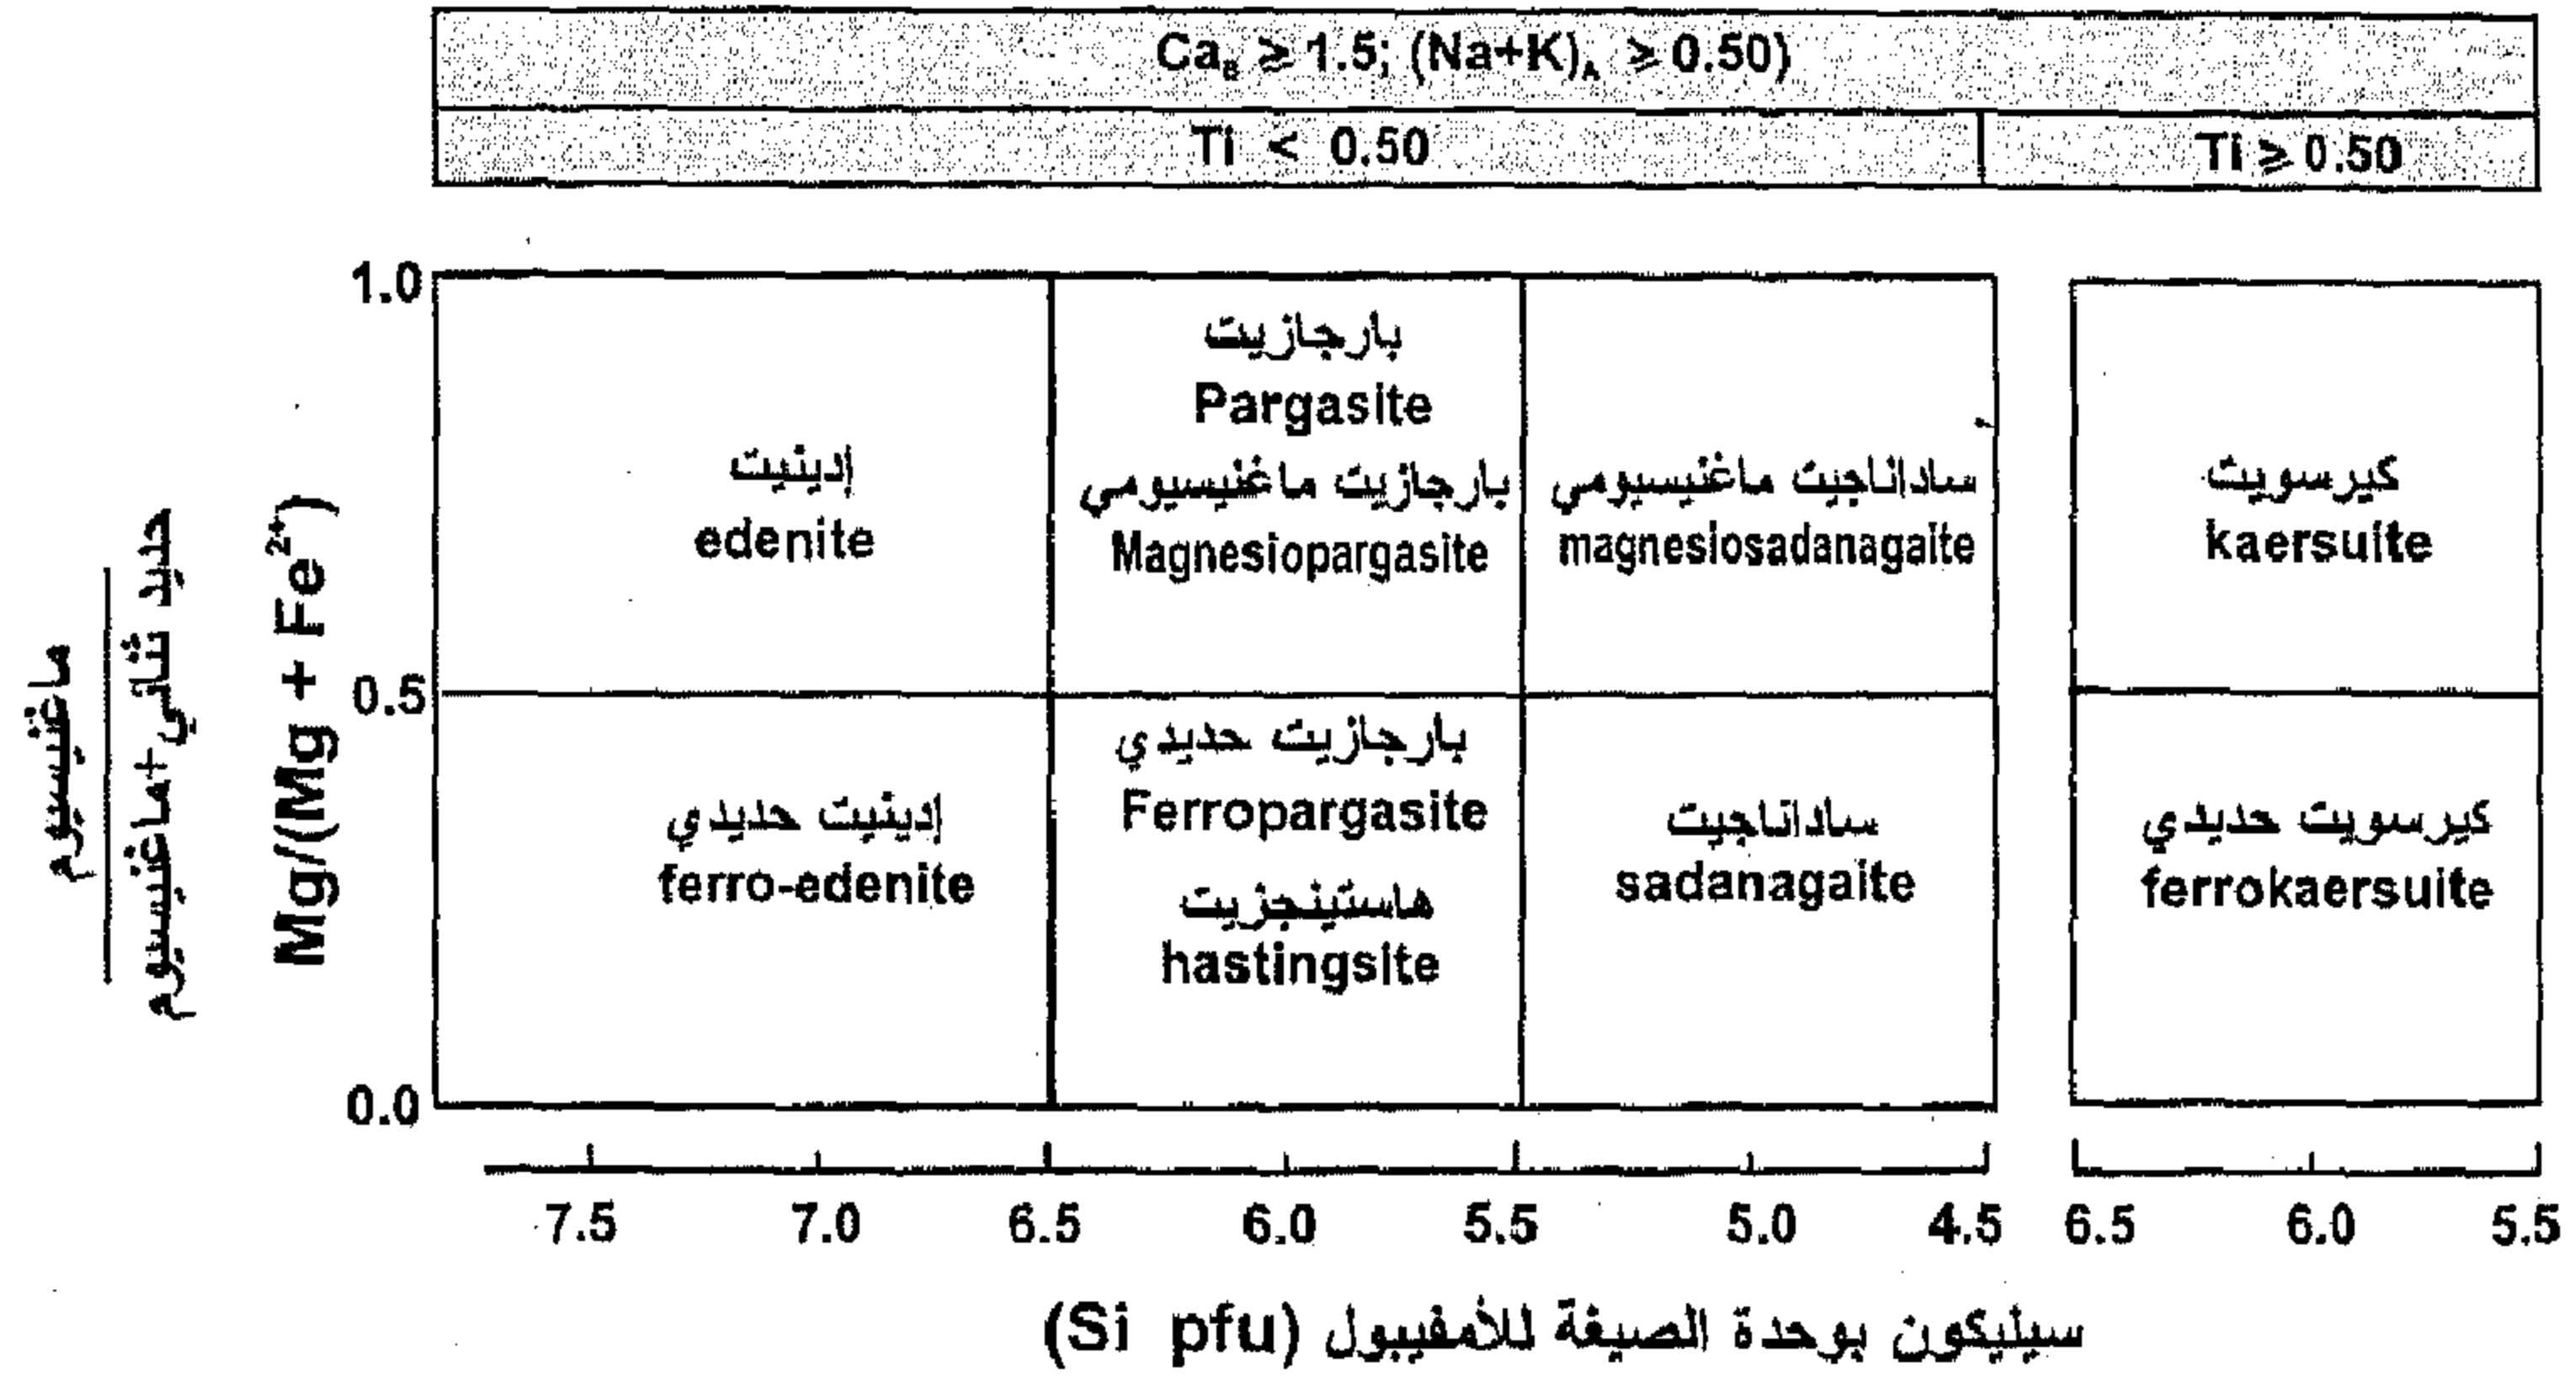 Ca_B ⩾ 1.5; (Na+K)_A ⩾ 0.50)
Ti < 0.50
Ti ⩾ 0.50
ماغنيسيوم
حديد ثنائي+ماغنيسيوم
Mg/(Mg + Fe²⁺)
1.0
0.5
0.0
إدينيت
edenite
بارجازيت
Pargasite
بارجازيت ماغنيسيومي
Magnesiopargasite
ساداناجيت ماغنيسيومي
magnesiosadanagaite
كيرسويت
kaersuite
إدينيت حديدي
ferro-edenite
بارجازيت حديدي
Ferropargasite
هاستينجزيت
hastingsite
ساداناجيت
sadanagaite
كيرسويت حديدي
ferrokaersuite
7.5 7.0 6.5 6.0 5.5 5.0 4.5 6.5 6.0 5.5
سيليكون بوحدة الصيغة للأمفيبول (Si pfu)